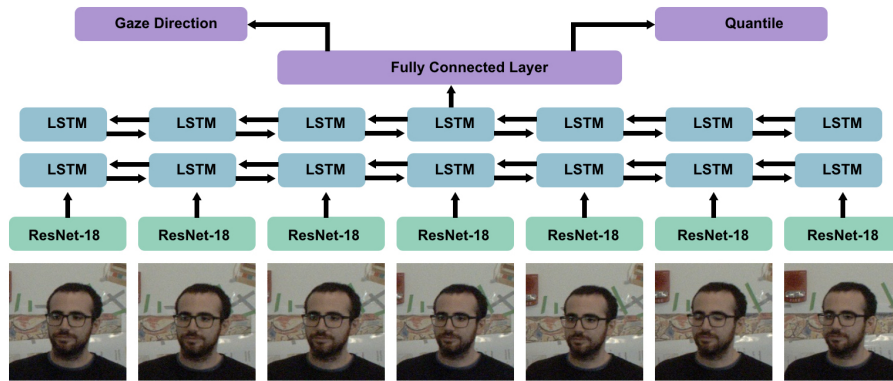 Gaze Direction Quantile
Fully Connected Layer
LSTM LSTM LSTM LSTM LSTM LSTM LSTM
LSTM LSTM LSTM LSTM LSTM LSTM LSTM
ResNet-18 ResNet-18 ResNet-18 ResNet-18 ResNet-18 ResNet-18 ResNet-18